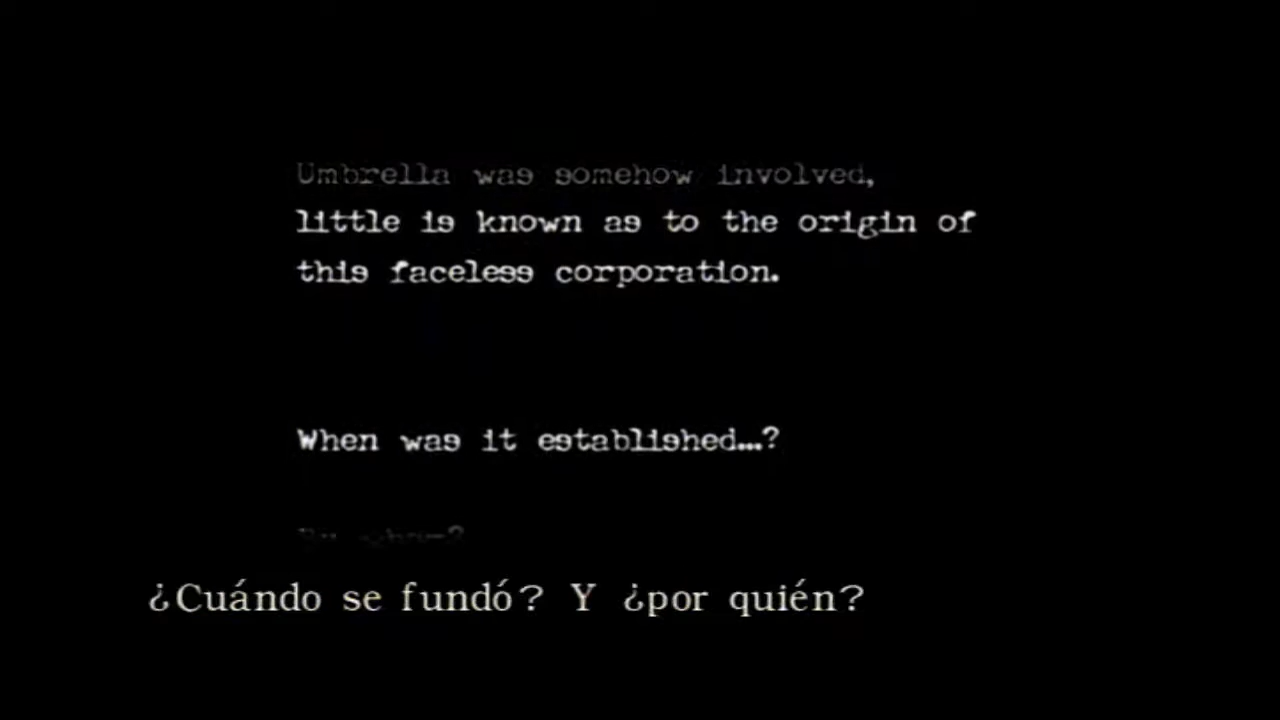 Umbrella was somehow involved,
little is known as to the origin of
this faceless corporation.
When was it established...?
¿Cuándo se fundó? Y ¿por quién?